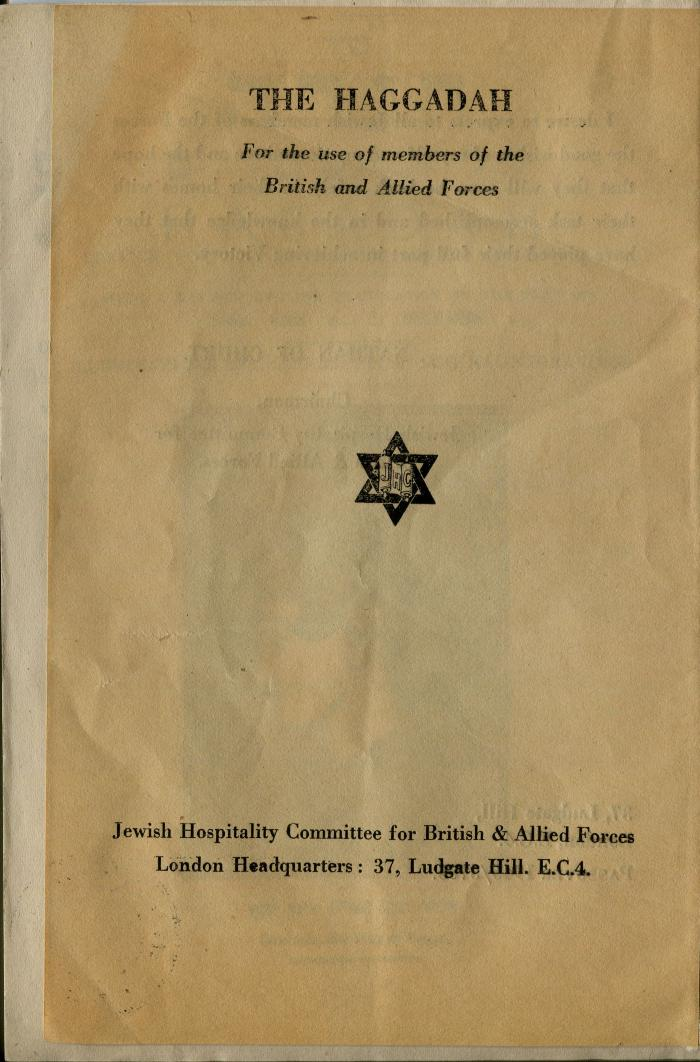 THE HAGGADAH
For the use of members of the
British and Allied Forces
JHC
Jewish Hospitality Committee for British & Allied Forces
London Headquarters: 37, Ludgate Hill. E.C.4.